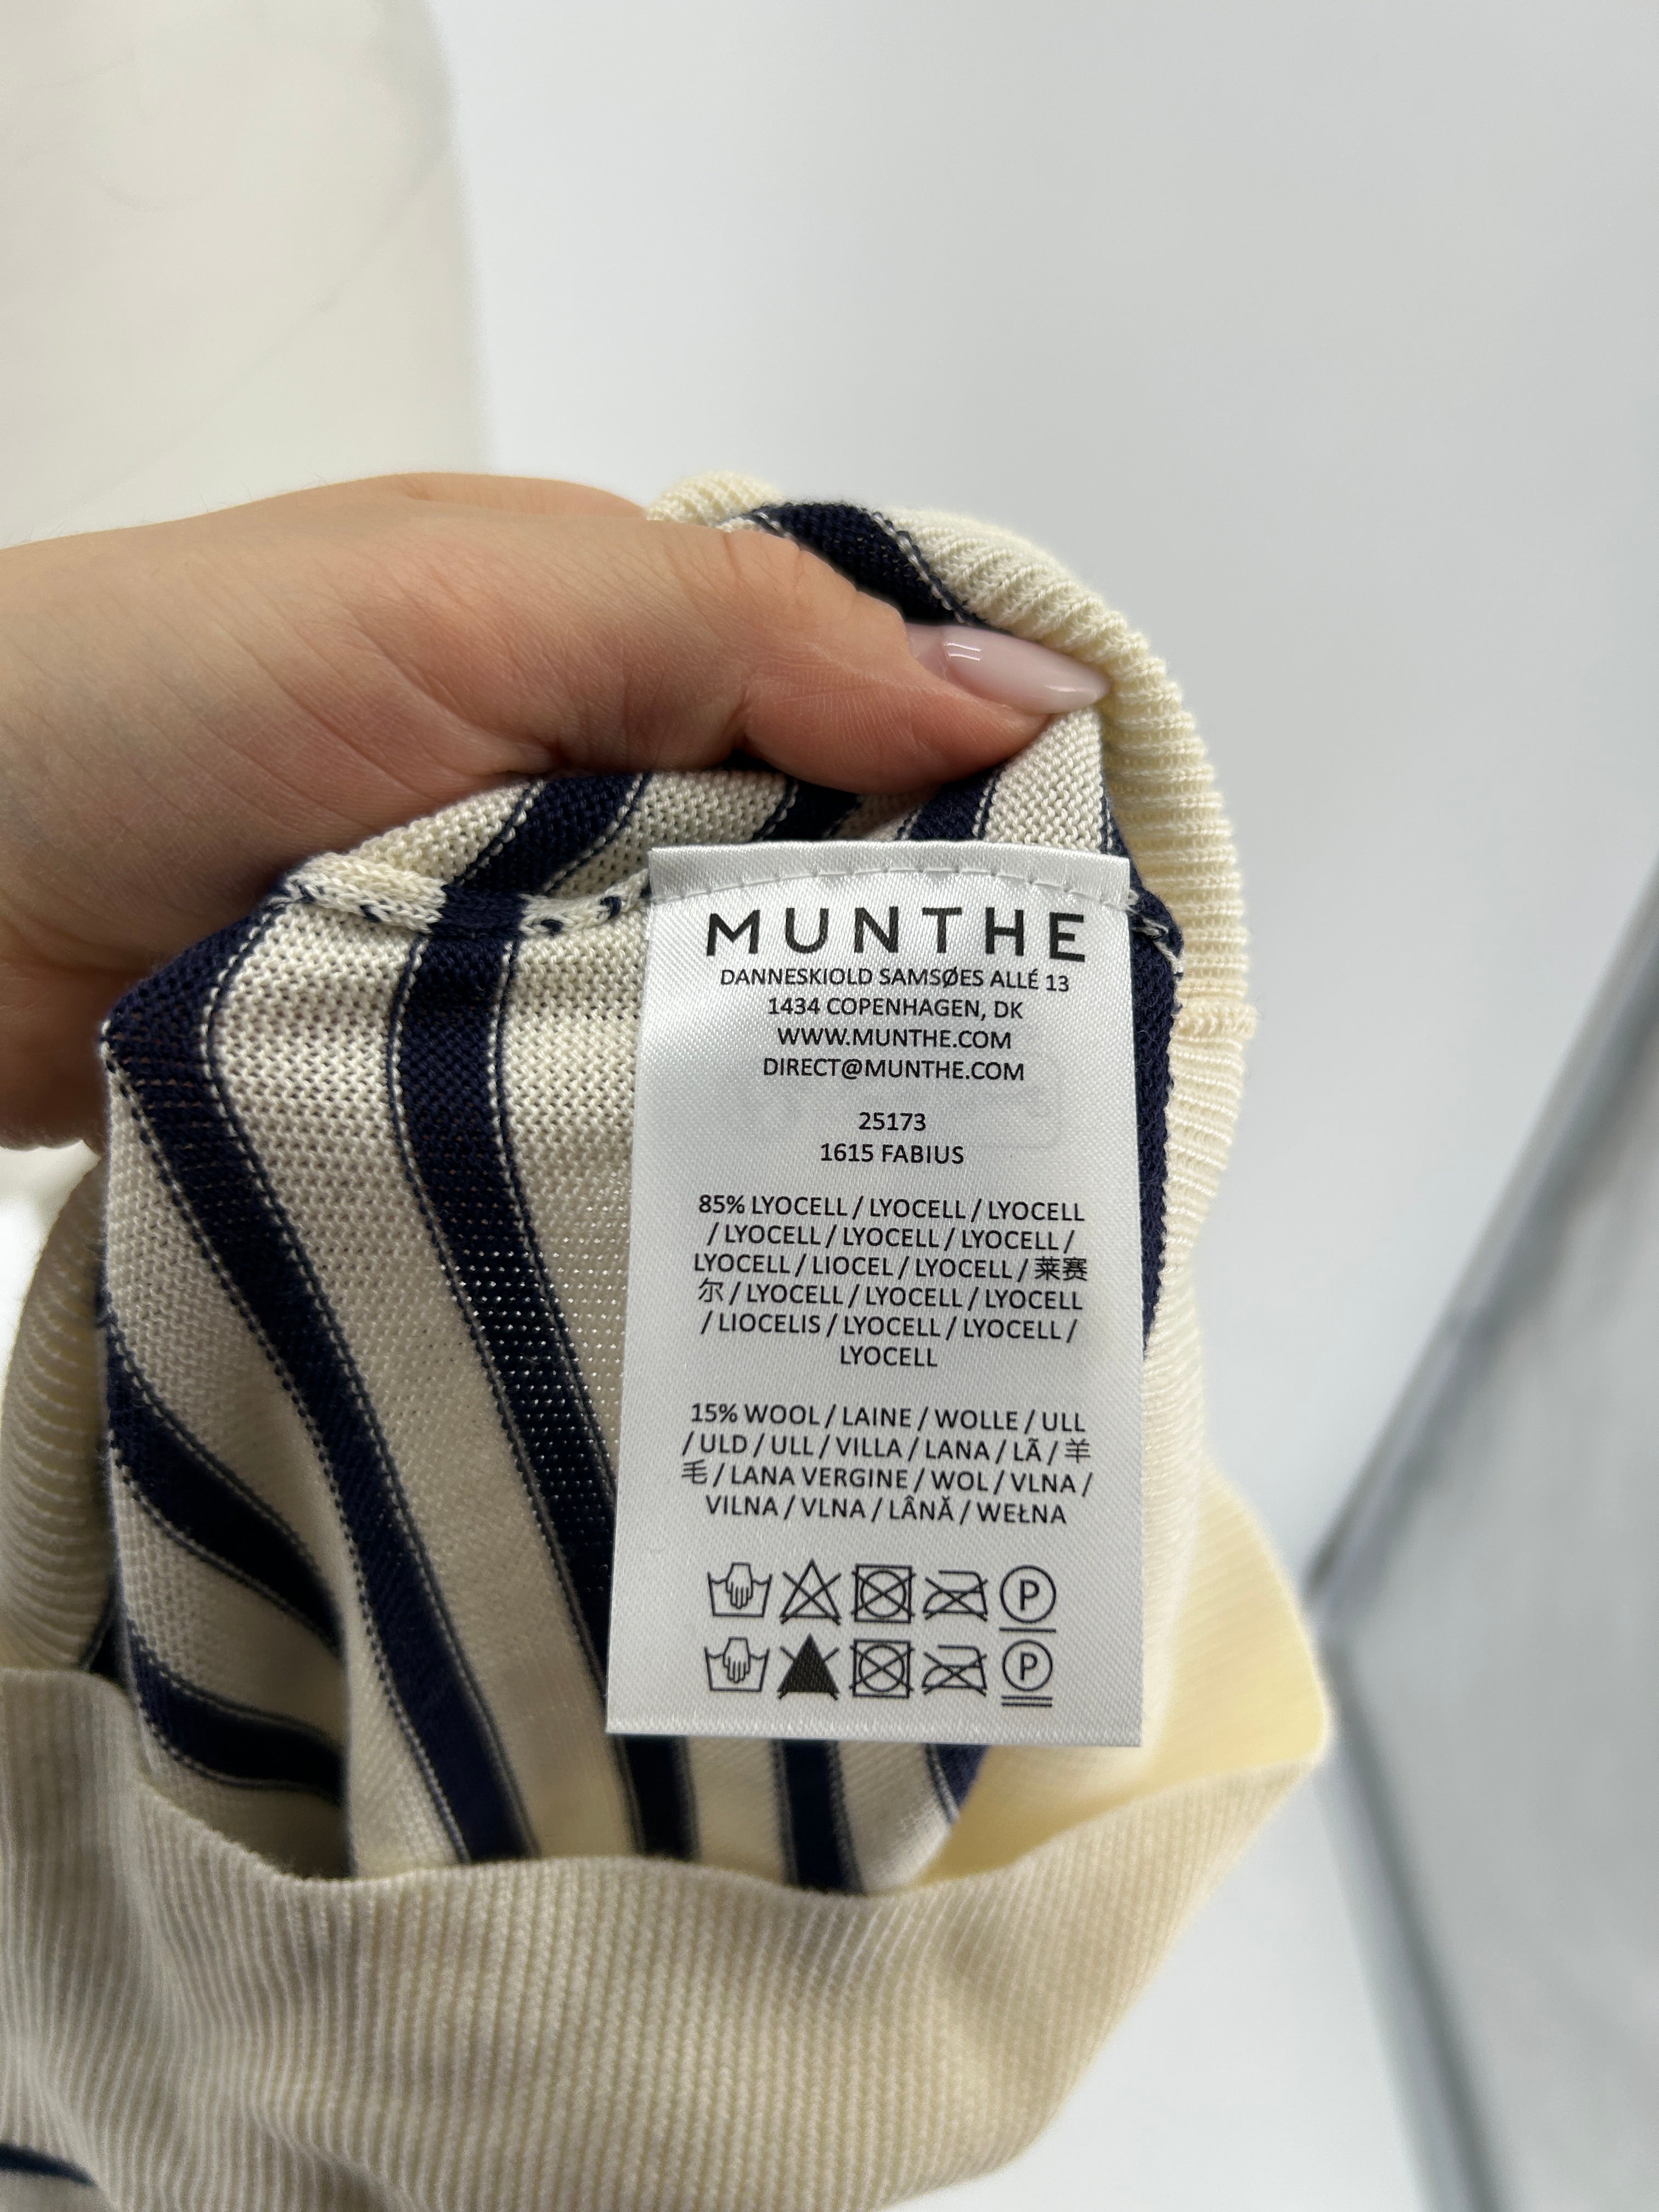 MUNTHE
DANNESKIOLD SAMSØES ALLÉ 13
1434 COPENHAGEN, DK
WWW.MUNTHE.COM
DIRECT@MUNTHE.COM
25173
1615 FABIUS
85% LYOCELL / LYOCELL / LYOCELL
/ LYOCELL / LYOCELL / LYOCELL /
LYOCELL / LIOCEL / LYOCELL / 莱赛
尔 / LYOCELL / LYOCELL / LYOCELL
/ LIOCELIS / LYOCELL / LYOCELL /
LYOCELL
15% WOOL / LAINE / WOLLE / ULL
/ ULD / ULL / VILLA / LANA / LÃ / 羊
毛 / LANA VERGINE / WOL / VLNA /
VILNA / VLNA / LÂNĂ / WEŁNA
P
P